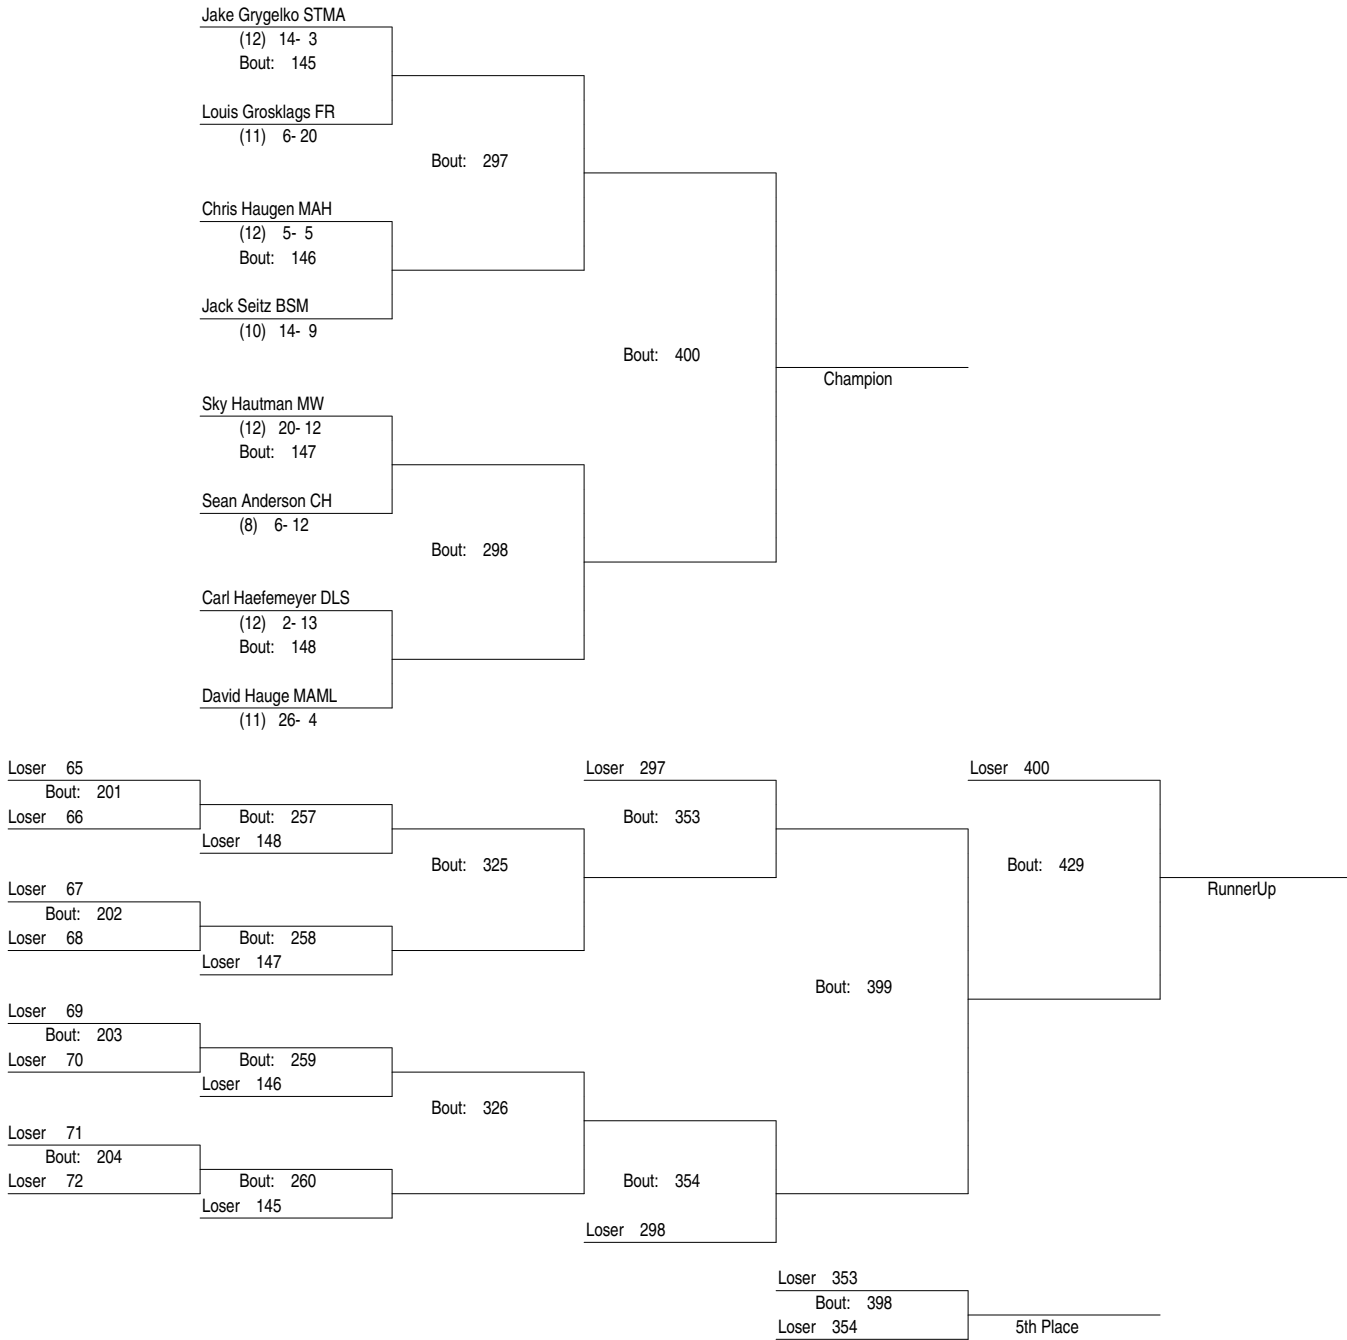 Jake Grygelko STMA
(12) 14- 3
Bout: 145
Louis Grosklags FR
(11) 6- 20
Bout: 297
Chris Haugen MAH
(12) 5- 5
Bout: 146
Jack Seitz BSM
(10) 14- 9
Bout: 400
Champion
Sky Hautman MW
(12) 20- 12
Bout: 147
Sean Anderson CH
(8) 6- 12
Bout: 298
Carl Haefemeyer DLS
(12) 2- 13
Bout: 148
David Hauge MAML
(11) 26- 4
Loser 65
Loser 297
Loser 400
Bout: 201
Loser 66
Bout: 257
Bout: 353
Loser 148
Bout: 325
Bout: 429
Loser 67
RunnerUp
Bout: 202
Loser 68
Bout: 258
Loser 147
Bout: 399
Loser 69
Bout: 203
Loser 70
Bout: 259
Loser 146
Bout: 326
Loser 71
Bout: 204
Loser 72
Bout: 260
Bout: 354
Loser 145
Loser 298
Loser 353
Bout: 398
Loser 354
5th Place